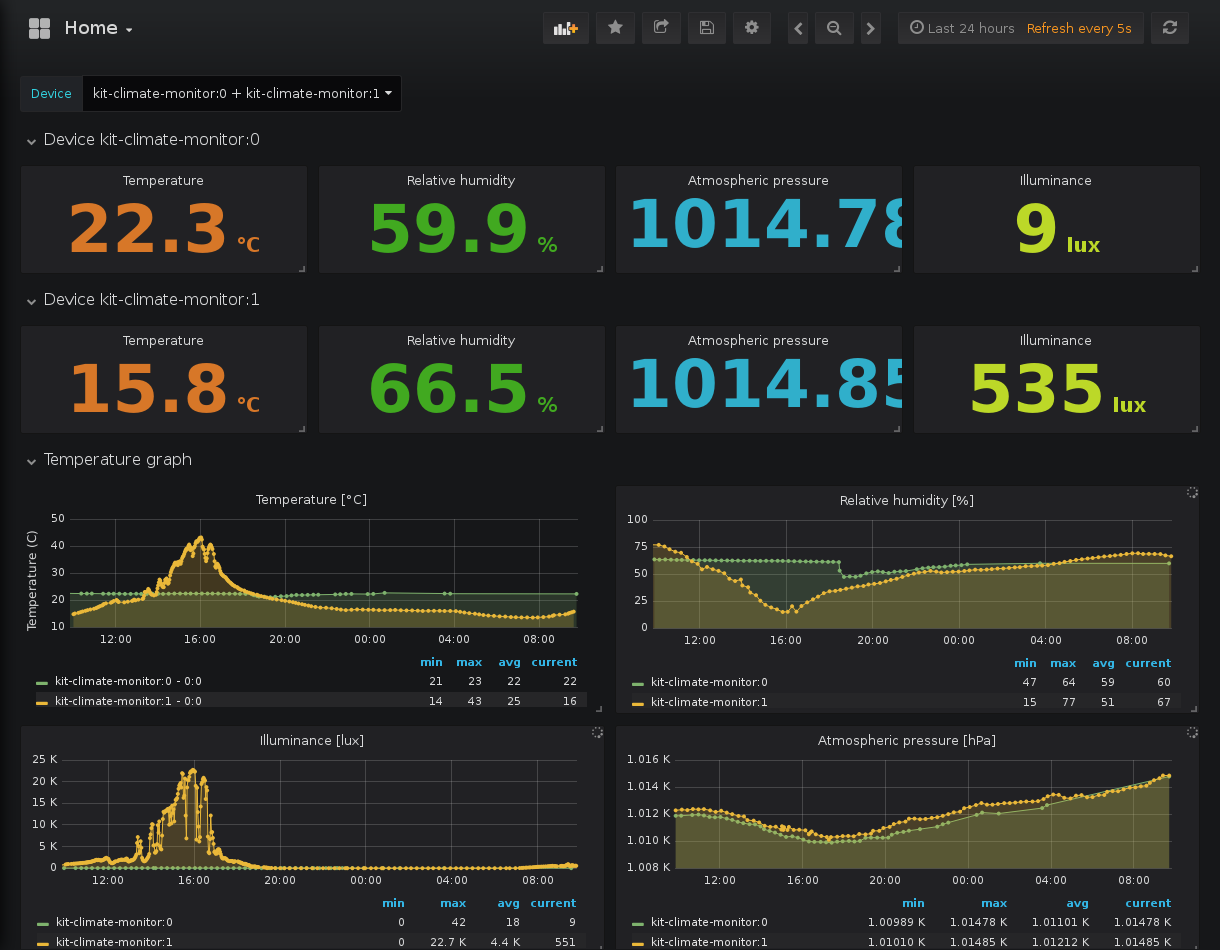 Home
Last 24 hours Refresh every 5s
Device kit-climate-monitor:0 + kit-climate-monitor:1
Device kit-climate-monitor:0
Temperature Relative humidity Atmospheric pressure Illuminance
22.3 °C 59.9 % 1014.78 9 lux
Device kit-climate-monitor:1
Temperature Relative humidity Atmospheric pressure Illuminance
15.8 °C 66.5 % 1014.85 535 lux
Temperature graph
Temperature [°C]
Temperature (C)
50
40
30
20
10
12:00 16:00 20:00 00:00 04:00 08:00
min max avg current
kit-climate-monitor:0 - 0:0 21 23 22 22
kit-climate-monitor:1 - 0:0 14 43 25 16
Relative humidity [%]
100
75
50
25
0
12:00 16:00 20:00 00:00 04:00 08:00
min max avg current
kit-climate-monitor:0 47 64 59 60
kit-climate-monitor:1 15 77 51 67
Illuminance [lux]
25 K
20 K
15 K
10 K
5 K
0
12:00 16:00 20:00 00:00 04:00 08:00
min max avg current
kit-climate-monitor:0 0 42 18 9
kit-climate-monitor:1 0 22.7 K 4.4 K 551
Atmospheric pressure [hPa]
1.016 K
1.014 K
1.012 K
1.010 K
1.008 K
12:00 16:00 20:00 00:00 04:00 08:00
min max avg current
kit-climate-monitor:0 1.00989 K 1.01478 K 1.01101 K 1.01478 K
kit-climate-monitor:1 1.01010 K 1.01485 K 1.01212 K 1.01485 K